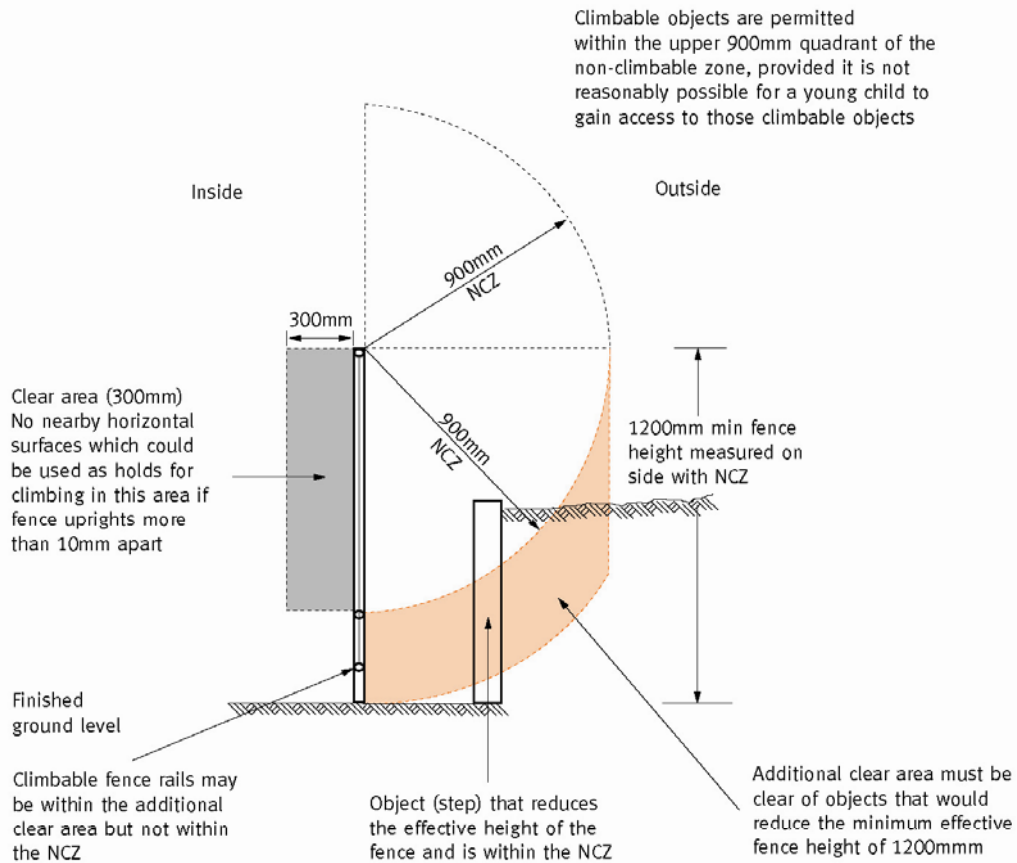 Climbable objects are permitted
within the upper 900mm quadrant of the
non-climbable zone, provided it is not
reasonably possible for a young child to
gain access to those climbable objects
Inside
Outside
900mm
NCZ
300mm
Clear area (300mm)
No nearby horizontal
surfaces which could
be used as holds for
climbing in this area if
fence uprights more
than 10mm apart
900mm
NCZ
1200mm min fence
height measured on
side with NCZ
Finished
ground level
Climbable fence rails may
be within the additional
clear area but not within
the NCZ
Object (step) that reduces
the effective height of the
fence and is within the NCZ
Additional clear area must be
clear of objects that would
reduce the minimum effective
fence height of 1200mmm